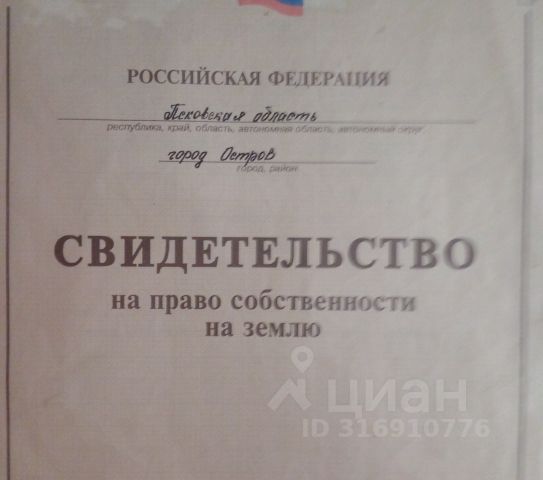 РОССИЙСКАЯ ФЕДЕРАЦИЯ
Псковская область
республика, край, область, автономная область, автономный округ
город Остров
город, район
СВИДЕТЕЛЬСТВО
на право собственности
на землю
циан
ID 316910776